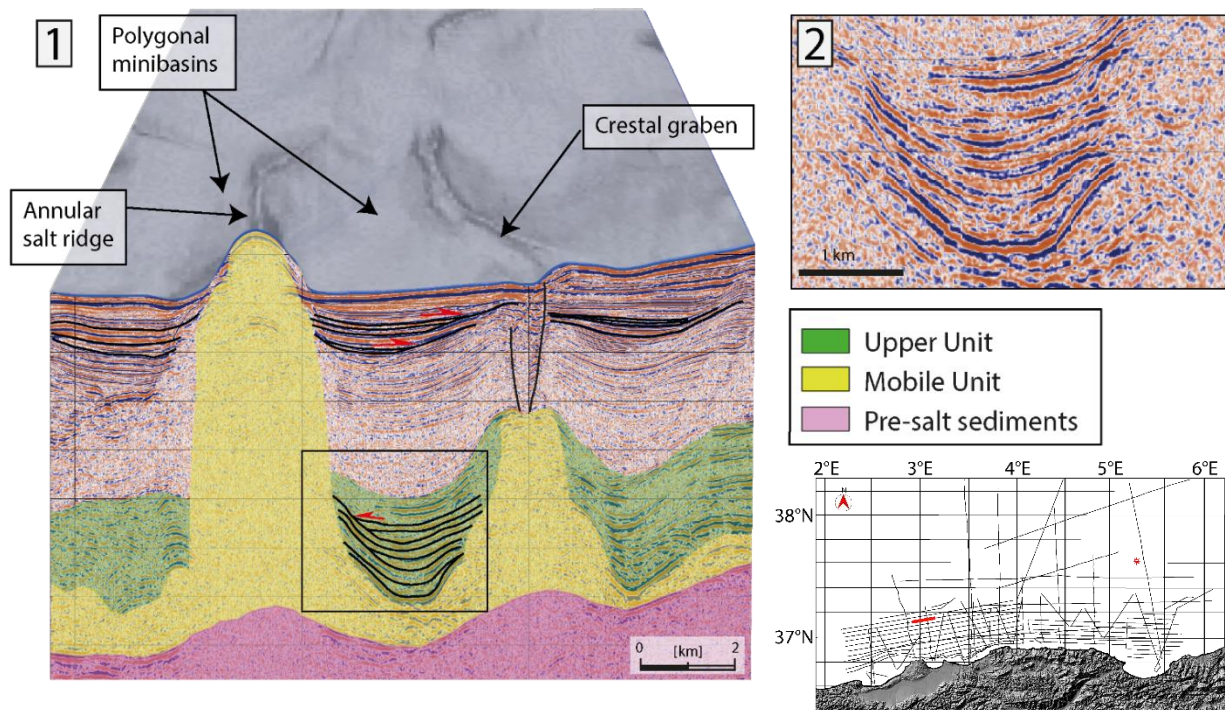 1
Polygonal
minibasins
Crestal graben
Annular
salt ridge
0 [km] 2
2
1 km
Upper Unit
Mobile Unit
Pre-salt sediments
2°E 3°E 4°E 5°E 6°E
N
38°N
37°N